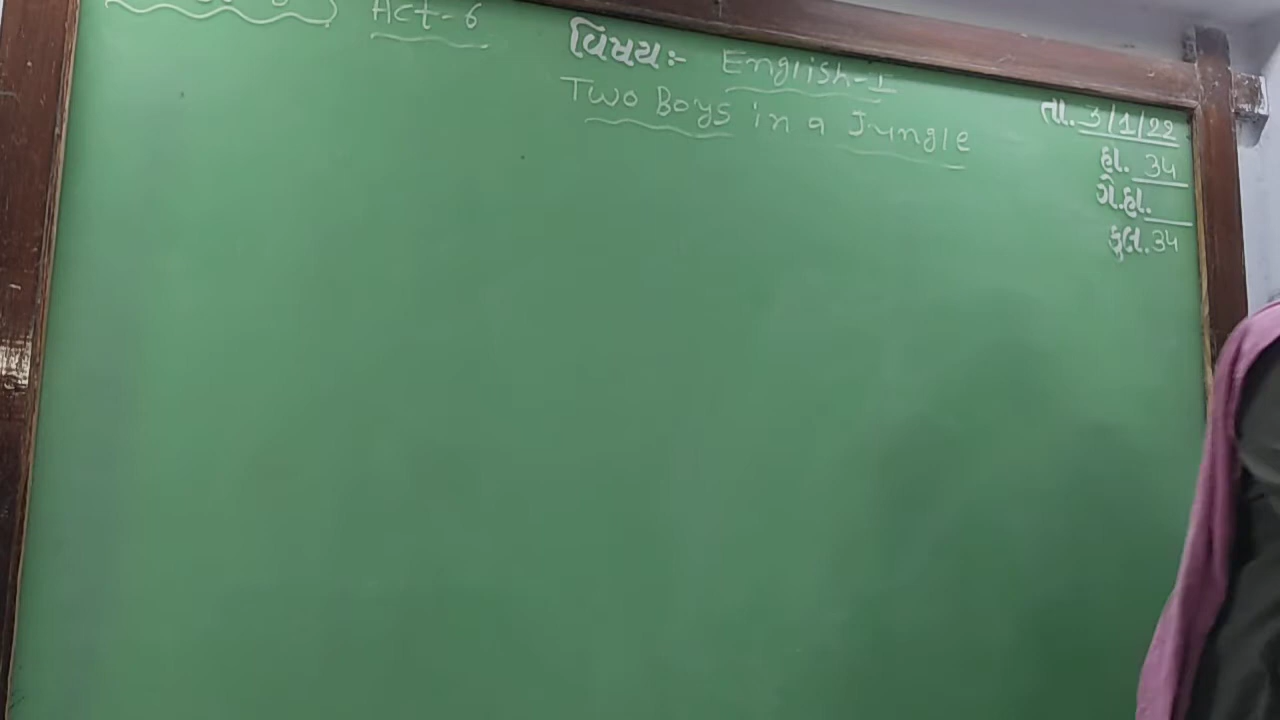 Act-6
વિષય:- English-I
Two Boys in a Jungle
તા. 3/1/22
હા. 34
ગે.હા.
કુલ. 34